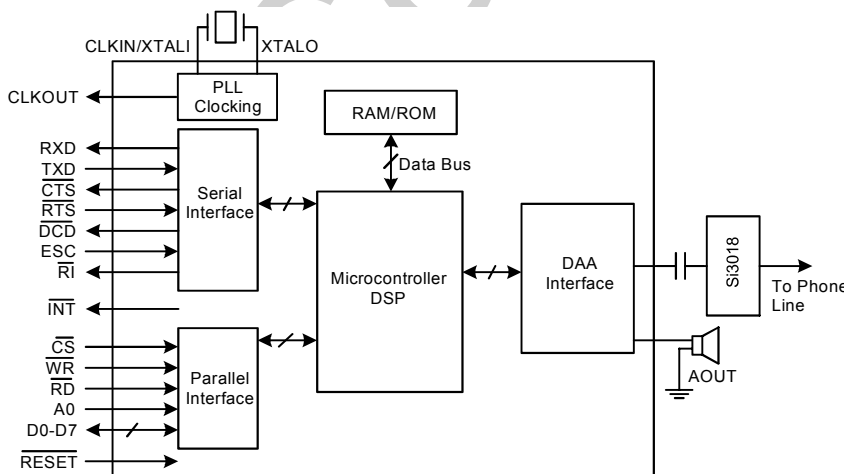 CLKIN/XTALI
XTALO
PLL
Clocking
CLKOUT
RAM/ROM
Data Bus
RXD
TXD
CTS
RTS
DCD
ESC
RI
Serial
Interface
INT
Microcontroller
DSP
DAA
Interface
Si3018
To Phone
Line
CS
WR
RD
A0
D0-D7
Parallel
Interface
AOUT
RESET